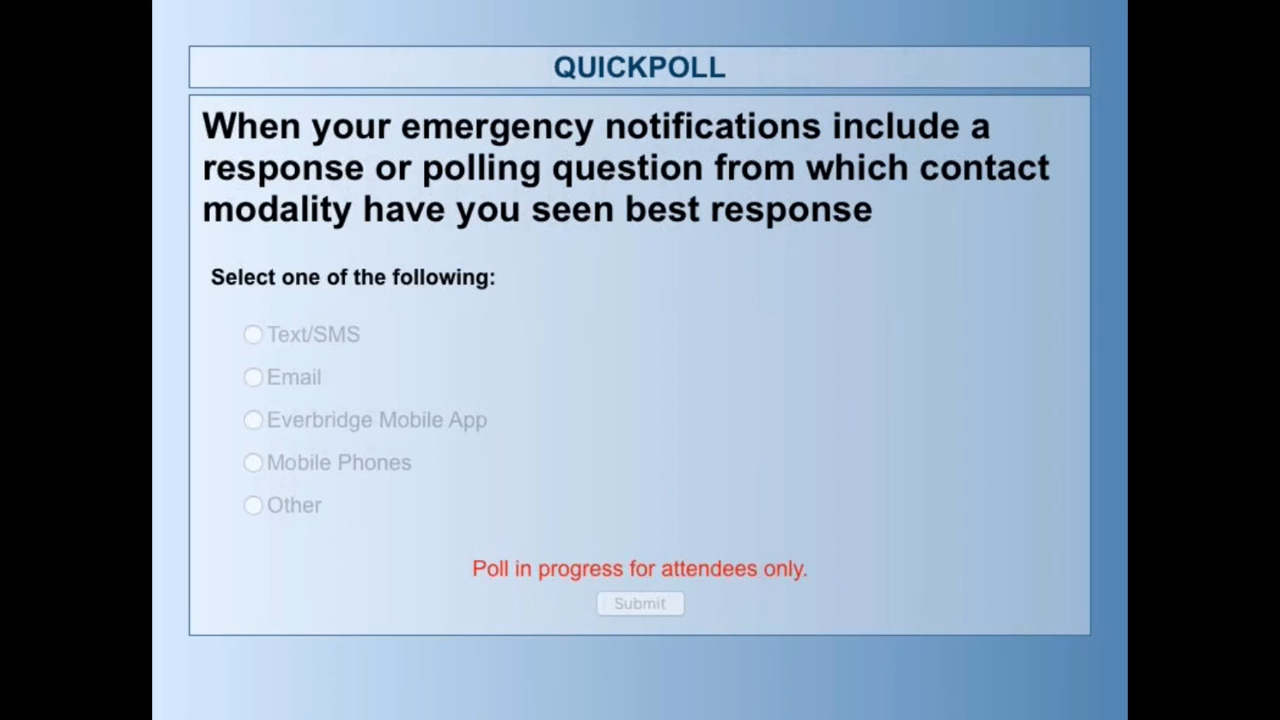 QUICKPOLL
When your emergency notifications include a
response or polling question from which contact
modality have you seen best response
Select one of the following:
Text/SMS
Email
Everbridge Mobile App
Mobile Phones
Other
Poll in progress for attendees only.
Submit